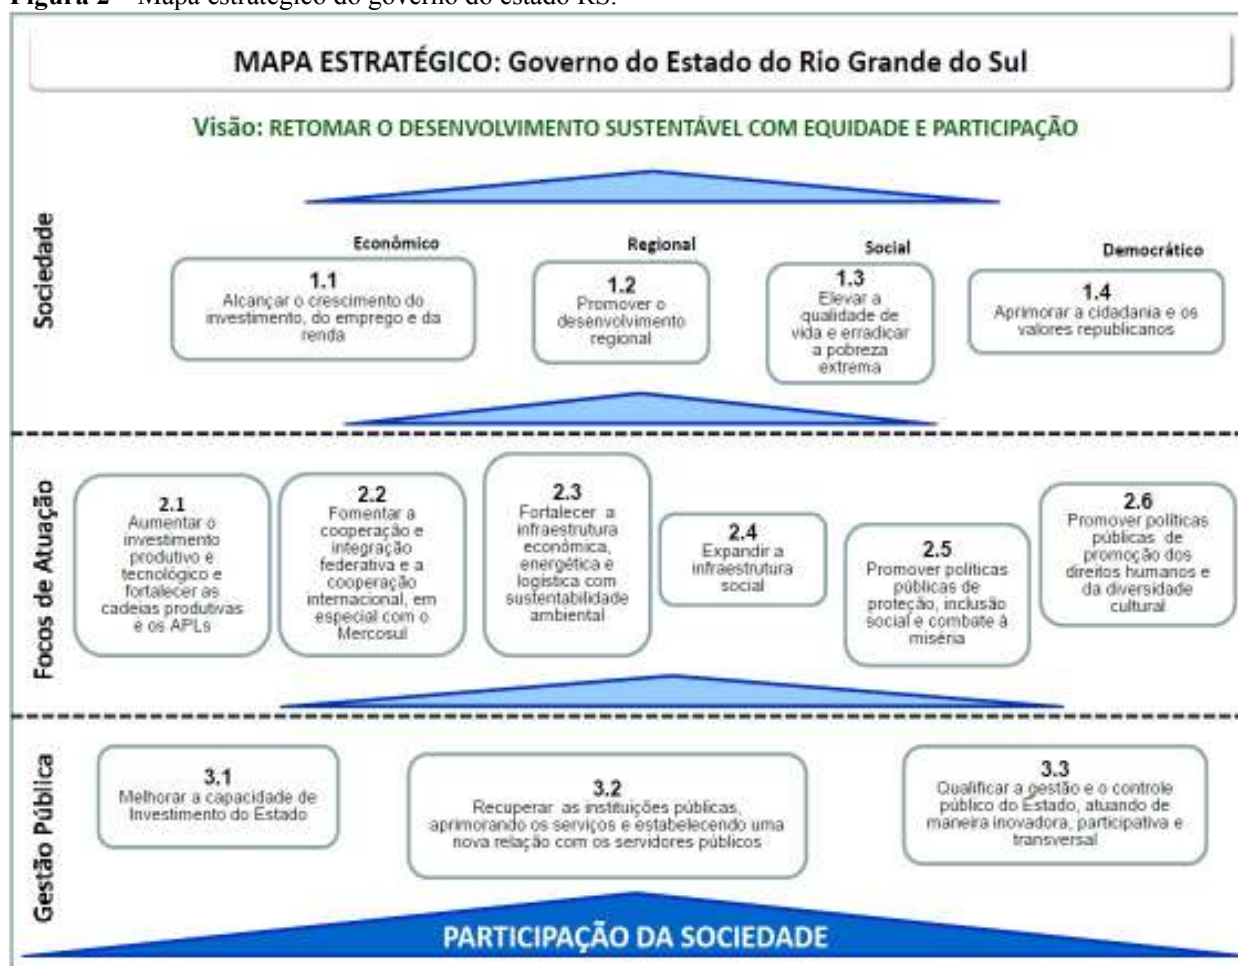 Figura 2 – Mapa estratégico do governo do estado RS.
MAPA ESTRATÉGICO: Governo do Estado do Rio Grande do Sul
Visão: RETOMAR O DESENVOLVIMENTO SUSTENTÁVEL COM EQUIDADE E PARTICIPAÇÃO
Sociedade
Econômico
1.1
Alcançar o crescimento do
investimento, do emprego e da
renda
Regional
1.2
Promover o
desenvolvimento
regional
Social
1.3
Elevar a
qualidade de
vida e erradicar
a pobreza
extrema
Democrático
1.4
Aprimorar a cidadania e os
valores republicanos
Focos de Atuação
2.1
Aumentar o
investimento
produtivo e
tecnológico e
fortalecer as
cadeias produtivas
e os APLs
2.2
Fomentar a
cooperação e
integração
federativa e a
cooperação
internacional, em
especial com o
Mercosul
2.3
Fortalecer a
infraestrutura
econômica,
energética e
logística com
sustentabilidade
ambiental
2.4
Expandir a
infraestrutura
social
2.5
Promover políticas
públicas de
proteção, inclusão
social e combate à
miséria
2.6
Promover políticas
públicas de
promoção dos
direitos humanos e
da diversidade
cultural
Gestão Pública
3.1
Melhorar a capacidade de
Investimento do Estado
3.2
Recuperar as instituições públicas,
aprimorando os serviços e estabelecendo uma
nova relação com os servidores públicos
3.3
Qualificar a gestão e o controle
público do Estado, atuando de
maneira inovadora, participativa e
transversal
PARTICIPAÇÃO DA SOCIEDADE